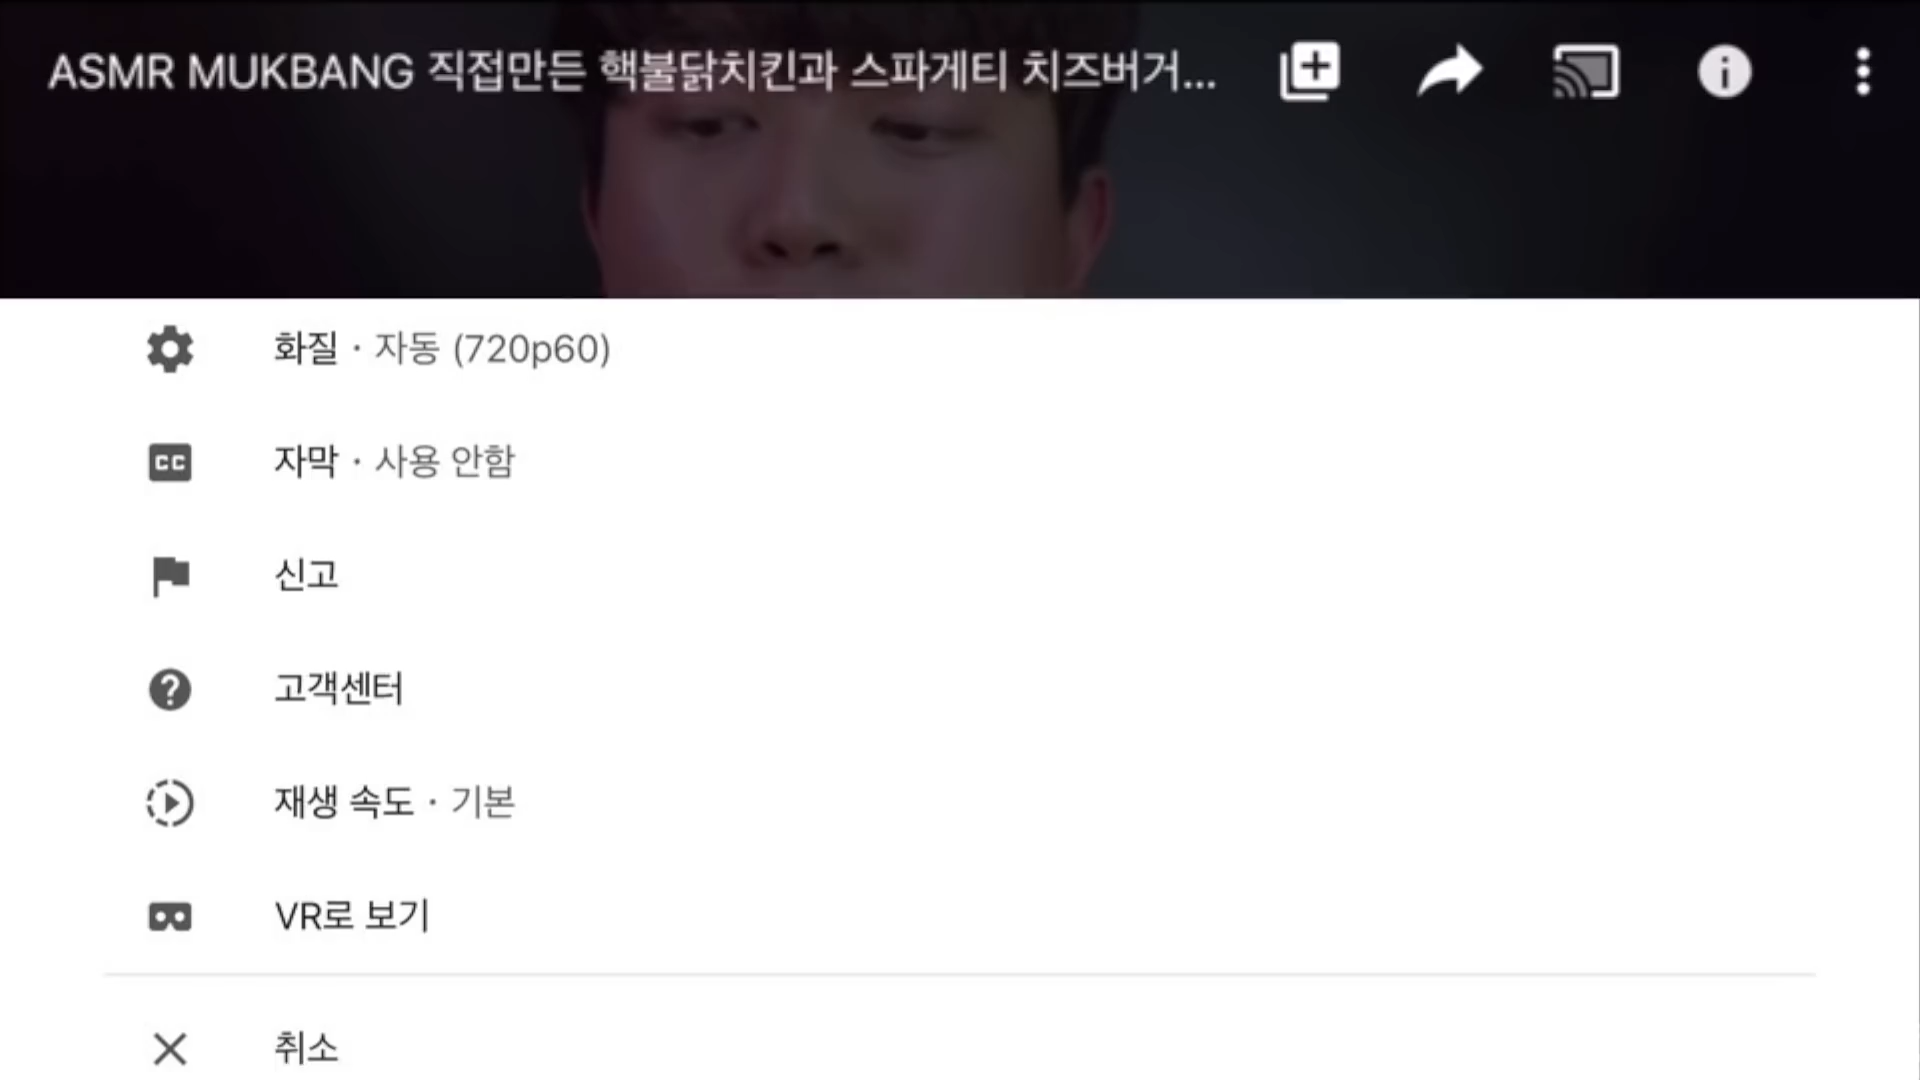 ASMR MUKBANG 직접만든 핵불닭치킨과 스파게티 치즈버거...
화질 · 자동 (720p60)
CC 자막 · 사용 안함
신고
고객센터
재생 속도 · 기본
VR로 보기
취소